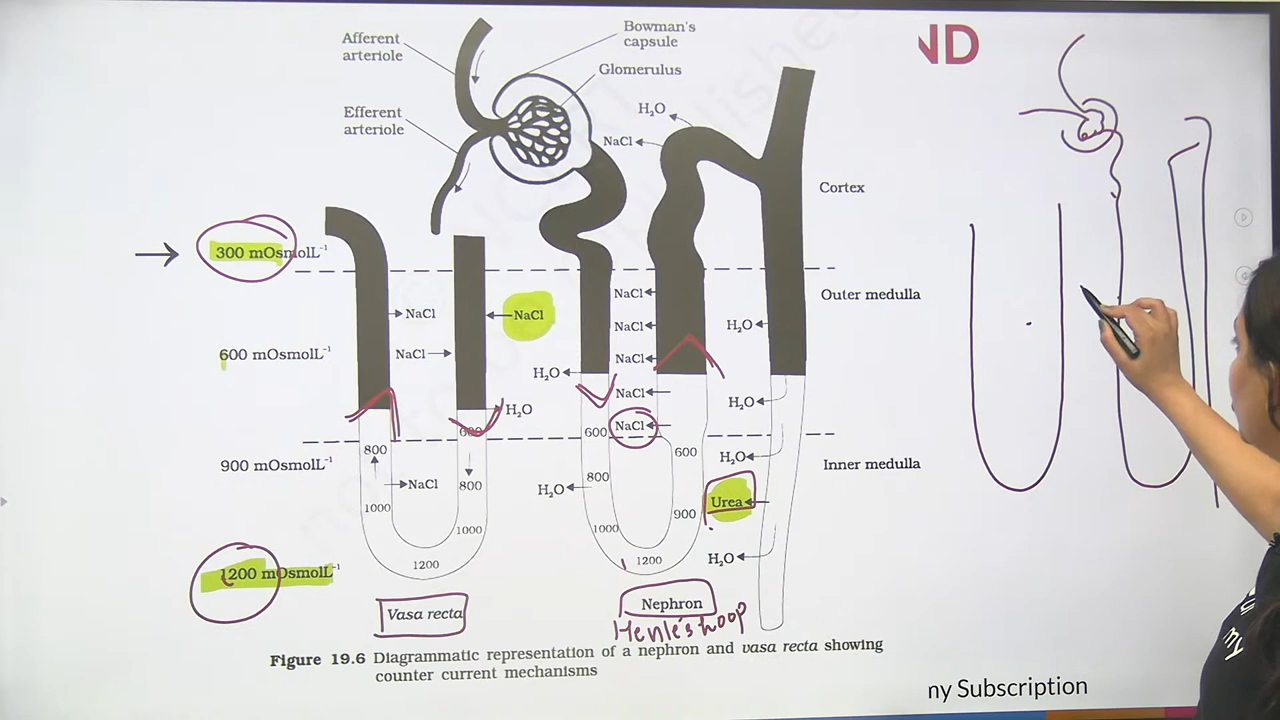 ND
Afferent
arteriole
Bowman's
capsule
Glomerulus
Efferent
arteriole
H₂O
NaCl
Cortex
300 mOsmolL⁻¹
NaCl
NaCl
NaCl
Outer medulla
NaCl
NaCl
H₂O
600 mOsmolL⁻¹
NaCl
NaCl
H₂O
NaCl
H₂O
H₂O
600
600
NaCl
800
600
H₂O
900 mOsmolL⁻¹
Inner medulla
NaCl
800
H₂O
800
Urea
1000
1000
1000
900
1200
1200
H₂O
1200 mOsmolL⁻¹
Vasa recta
Nephron
Henle's Loop
Figure 19.6 Diagrammatic representation of a nephron and vasa recta showing
counter current mechanisms
ny Subscription
my